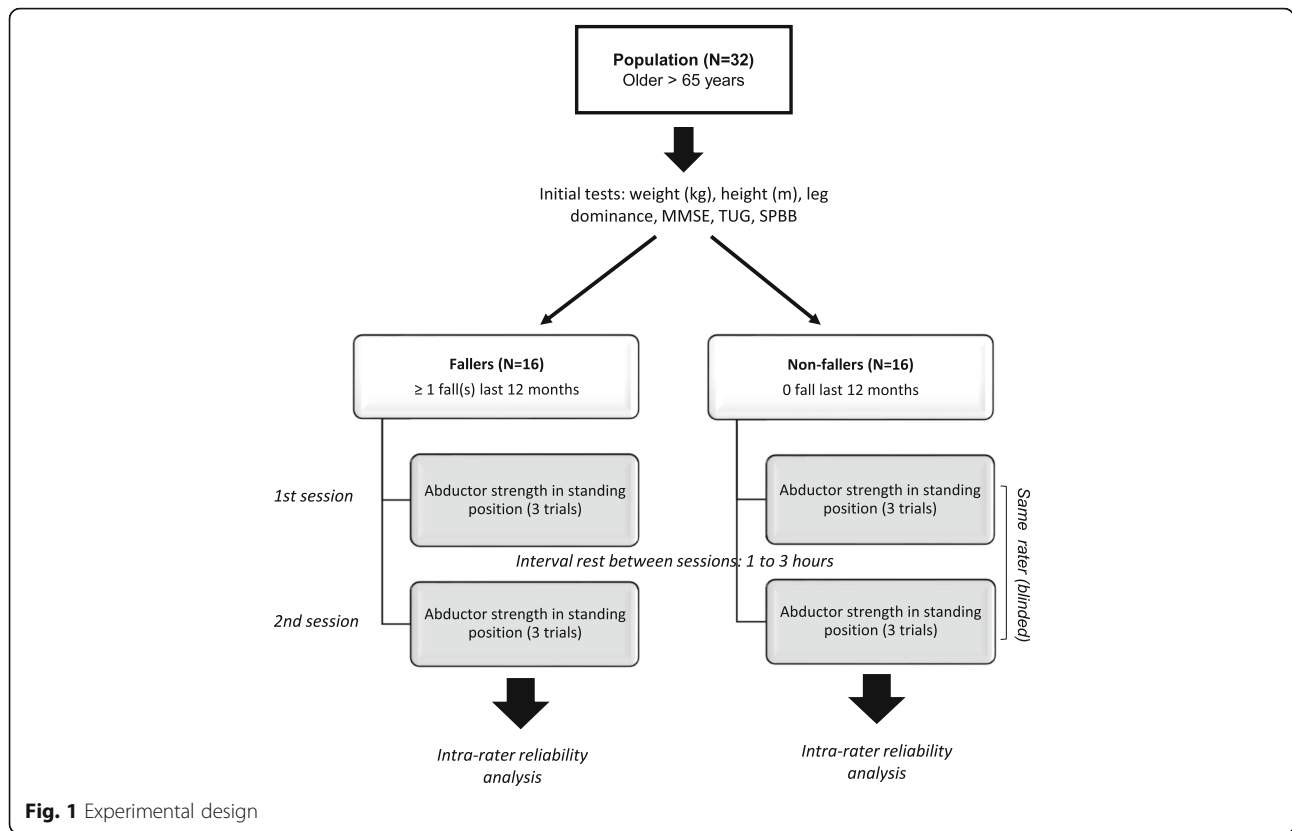 Population (N=32)
Older > 65 years
Initial tests: weight (kg), height (m), leg
dominance, MMSE, TUG, SPBB
Fallers (N=16)
≥ 1 fall(s) last 12 months
Non-fallers (N=16)
0 fall last 12 months
1st session
Abductor strength in standing
position (3 trials)
Abductor strength in standing
position (3 trials)
Same rater (blinded)
Interval rest between sessions: 1 to 3 hours
2nd session
Abductor strength in standing
position (3 trials)
Abductor strength in standing
position (3 trials)
Intra-rater reliability
analysis
Intra-rater reliability
analysis
Fig. 1 Experimental design